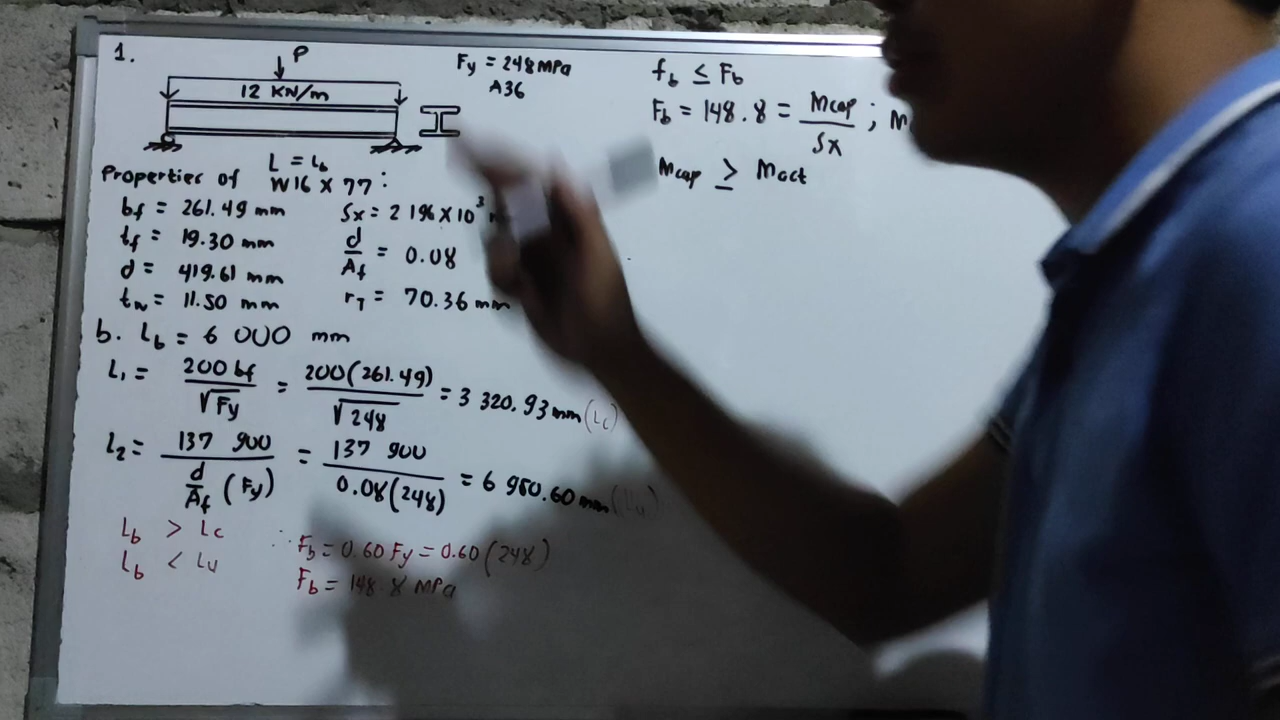 1.
P
12 KN/m
Fy = 248 MPa
A36
L = Lb
Properties of W16 X 77:
bf = 261.49 mm
tf = 19.30 mm
d = 419.61 mm
tw = 11.50 mm
Sx = 2 196 X 10³
d/Af = 0.08
rT = 70.36 mm
b. Lb = 6 000 mm
L1 = 200 bf/√Fy = 200(261.49)/√248 = 3 320.93 mm (Lc)
L2 = 137 900/(d/Af (Fy)) = 137 900/0.08(248) = 6 950.60 mm (Lu)
Lb > Lc
Lb < Lu
∴ Fb = 0.60 Fy = 0.60 (248)
Fb = 148.8 MPa
fb ≤ Fb
Fb = 148.8 = Mcap/Sx ; M
Mcap ≥ Mact